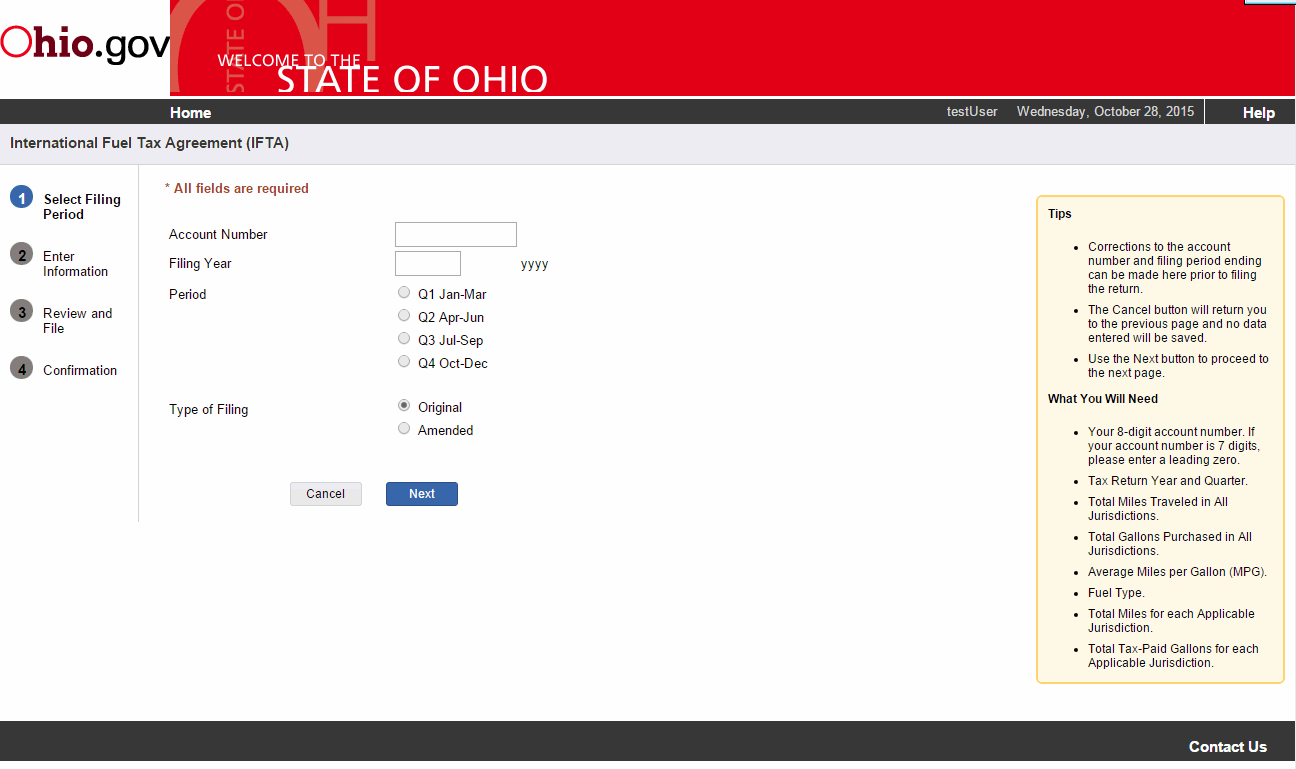 Ohio.gov
STATE OF O
H
WELCOME TO THE
STATE OF OHIO
Home testUser Wednesday, October 28, 2015 Help
International Fuel Tax Agreement (IFTA)
1 Select Filing
Period
2 Enter
Information
3 Review and
File
4 Confirmation
* All fields are required
Account Number
Filing Year yyyy
Period Q1 Jan-Mar
Q2 Apr-Jun
Q3 Jul-Sep
Q4 Oct-Dec
Type of Filing Original
Amended
Cancel Next
Tips
• Corrections to the account
number and filing period ending
can be made here prior to filing
the return.
• The Cancel button will return you
to the previous page and no data
entered will be saved.
• Use the Next button to proceed to
the next page.
What You Will Need
• Your 8-digit account number. If
your account number is 7 digits,
please enter a leading zero.
• Tax Return Year and Quarter.
• Total Miles Traveled in All
Jurisdictions.
• Total Gallons Purchased in All
Jurisdictions.
• Average Miles per Gallon (MPG).
• Fuel Type.
• Total Miles for each Applicable
Jurisdiction.
• Total Tax-Paid Gallons for each
Applicable Jurisdiction.
Contact Us